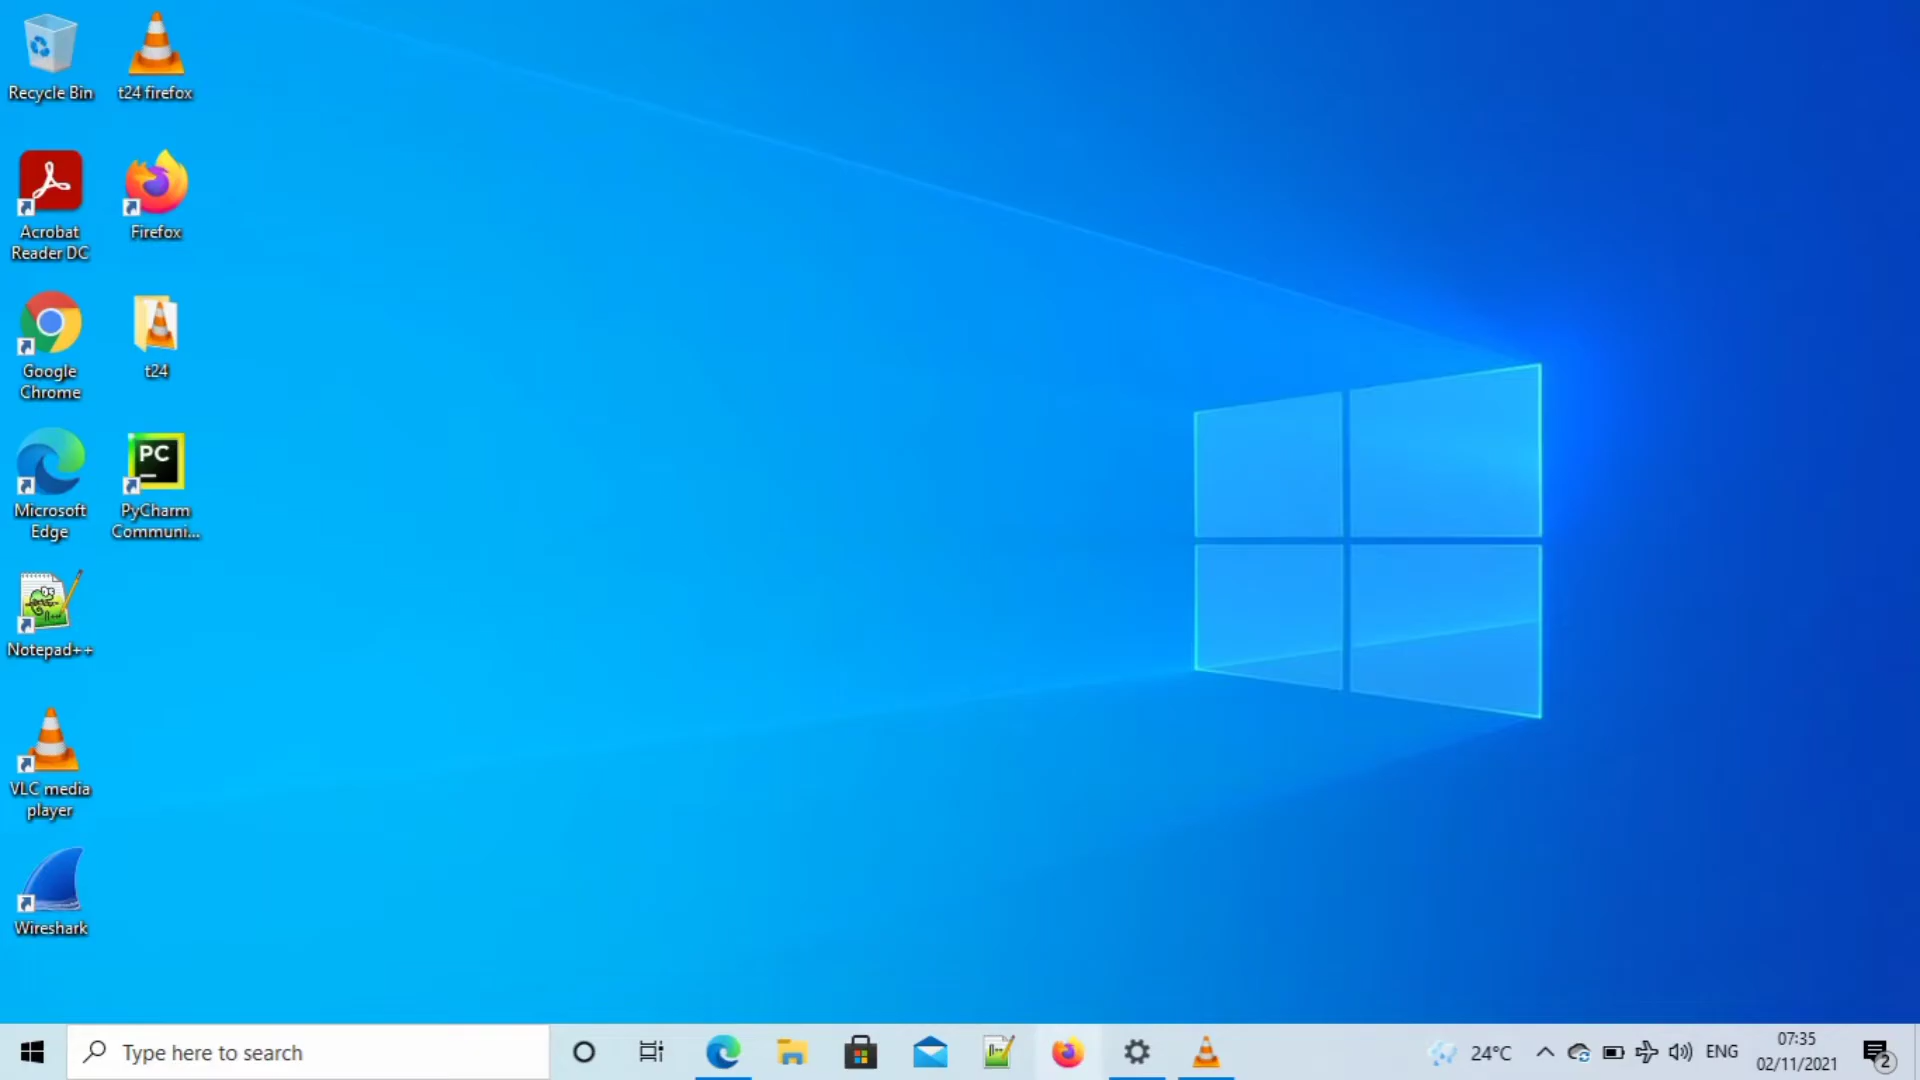 Recycle Bin
t24 firefox
Acrobat
Reader DC
Firefox
Google
Chrome
t24
Microsoft
Edge
PC
PyCharm
Communi...
Notepad++
VLC media
player
Wireshark
Type here to search
24°C
ENG
07:35
02/11/2021
2